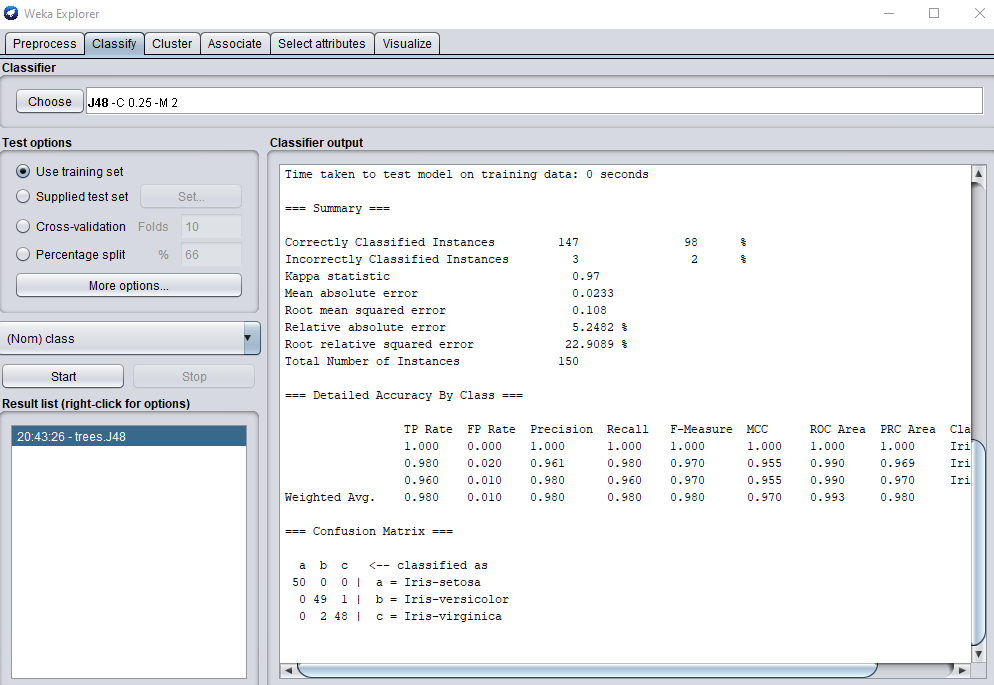 Weka Explorer
Preprocess Classify Cluster Associate Select attributes Visualize
Classifier
Choose J48 -C 0.25 -M 2
Test options
Use training set
Supplied test set Set...
Cross-validation Folds 10
Percentage split % 66
More options...
(Nom) class
Start Stop
Result list (right-click for options)
20:43:26 - trees.J48
Classifier output
Time taken to test model on training data: 0 seconds
=== Summary ===
Correctly Classified Instances 147 98 %
Incorrectly Classified Instances 3 2 %
Kappa statistic 0.97
Mean absolute error 0.0233
Root mean squared error 0.108
Relative absolute error 5.2482 %
Root relative squared error 22.9089 %
Total Number of Instances 150
=== Detailed Accuracy By Class ===
TP Rate FP Rate Precision Recall F-Measure MCC ROC Area PRC Area Cla
1.000 0.000 1.000 1.000 1.000 1.000 1.000 1.000 Iri
0.980 0.020 0.961 0.980 0.970 0.955 0.990 0.969 Iri
0.960 0.010 0.980 0.960 0.970 0.955 0.990 0.970 Iri
Weighted Avg. 0.980 0.010 0.980 0.980 0.980 0.970 0.993 0.980
=== Confusion Matrix ===
a b c <-- classified as
50 0 0 | a = Iris-setosa
0 49 1 | b = Iris-versicolor
0 2 48 | c = Iris-virginica